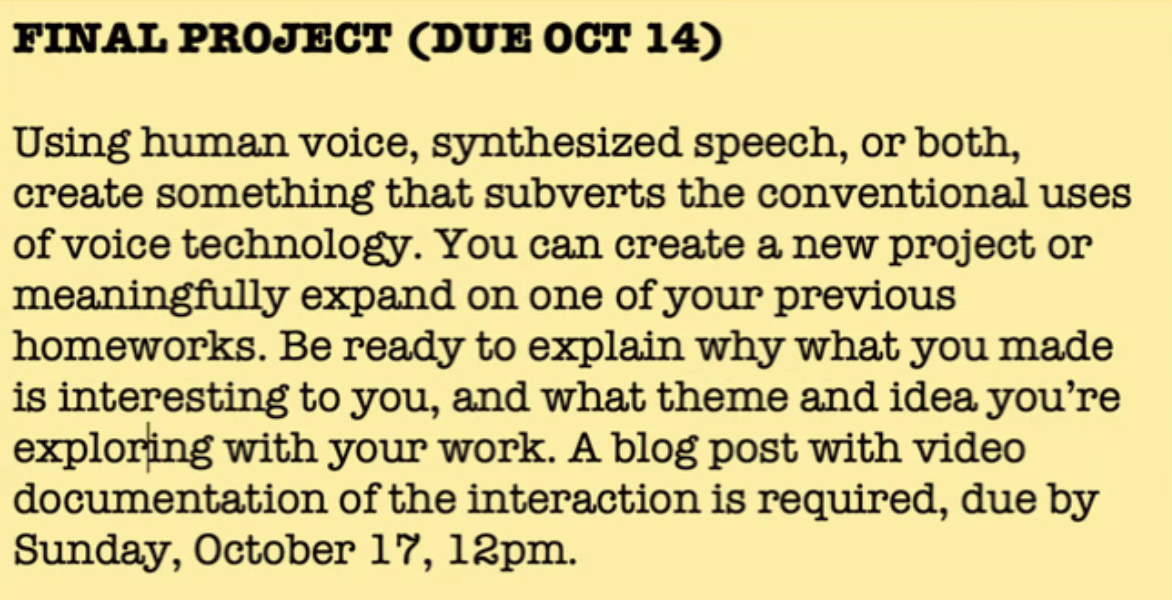 FINAL PROJECT (DUE OCT 14)
Using human voice, synthesized speech, or both,
create something that subverts the conventional uses
of voice technology. You can create a new project or
meaningfully expand on one of your previous
homeworks. Be ready to explain why what you made
is interesting to you, and what theme and idea you’re
exploring with your work. A blog post with video
documentation of the interaction is required, due by
Sunday, October 17, 12pm.